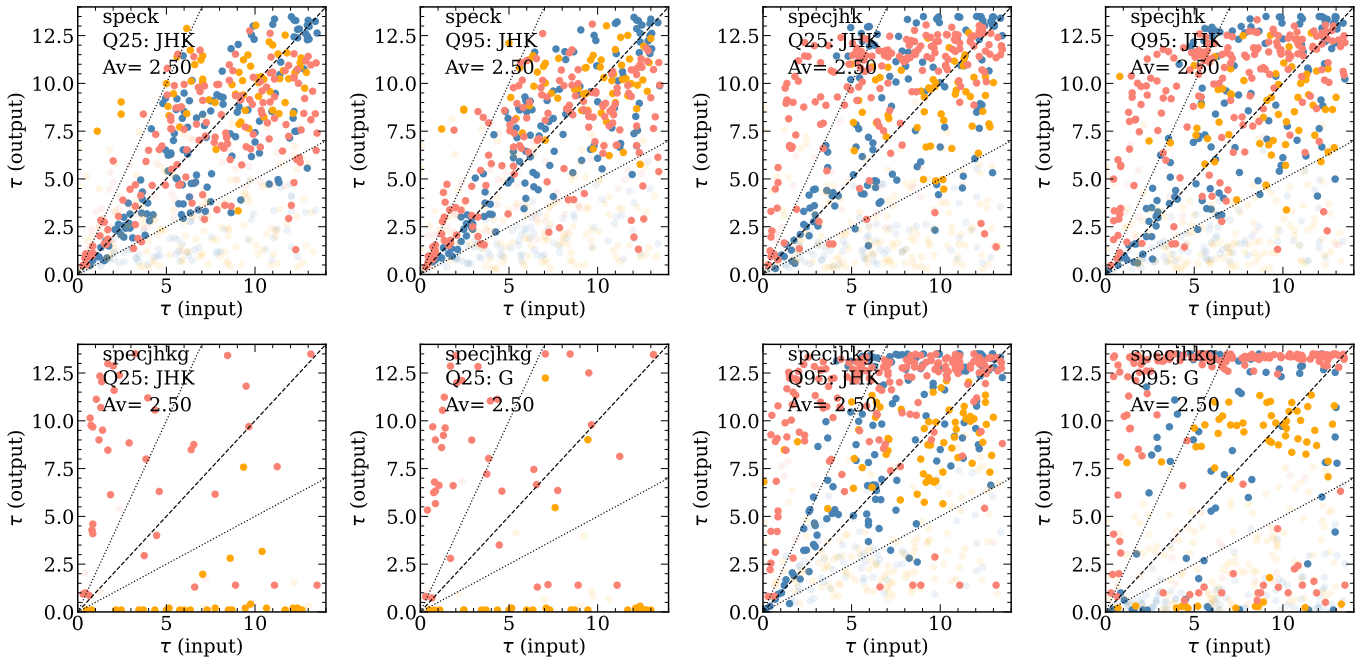 speck
Q25: JHK
Av= 2.50
12.5
10.0
7.5
5.0
2.5
0.0
0 5 10
τ (input)
τ (output)
speck
Q95: JHK
Av= 2.50
12.5
10.0
7.5
5.0
2.5
0.0
0 5 10
τ (input)
τ (output)
specjhk
Q25: JHK
Av= 2.50
12.5
10.0
7.5
5.0
2.5
0.0
0 5 10
τ (input)
τ (output)
specjhk
Q95: JHK
Av= 2.50
12.5
10.0
7.5
5.0
2.5
0.0
0 5 10
τ (input)
τ (output)
specjhkg
Q25: JHK
Av= 2.50
12.5
10.0
7.5
5.0
2.5
0.0
0 5 10
τ (input)
τ (output)
specjhkg
Q25: G
Av= 2.50
12.5
10.0
7.5
5.0
2.5
0.0
0 5 10
τ (input)
τ (output)
specjhkg
Q95: JHK
Av= 2.50
12.5
10.0
7.5
5.0
2.5
0.0
0 5 10
τ (input)
τ (output)
specjhkg
Q95: G
Av= 2.50
12.5
10.0
7.5
5.0
2.5
0.0
0 5 10
τ (input)
τ (output)